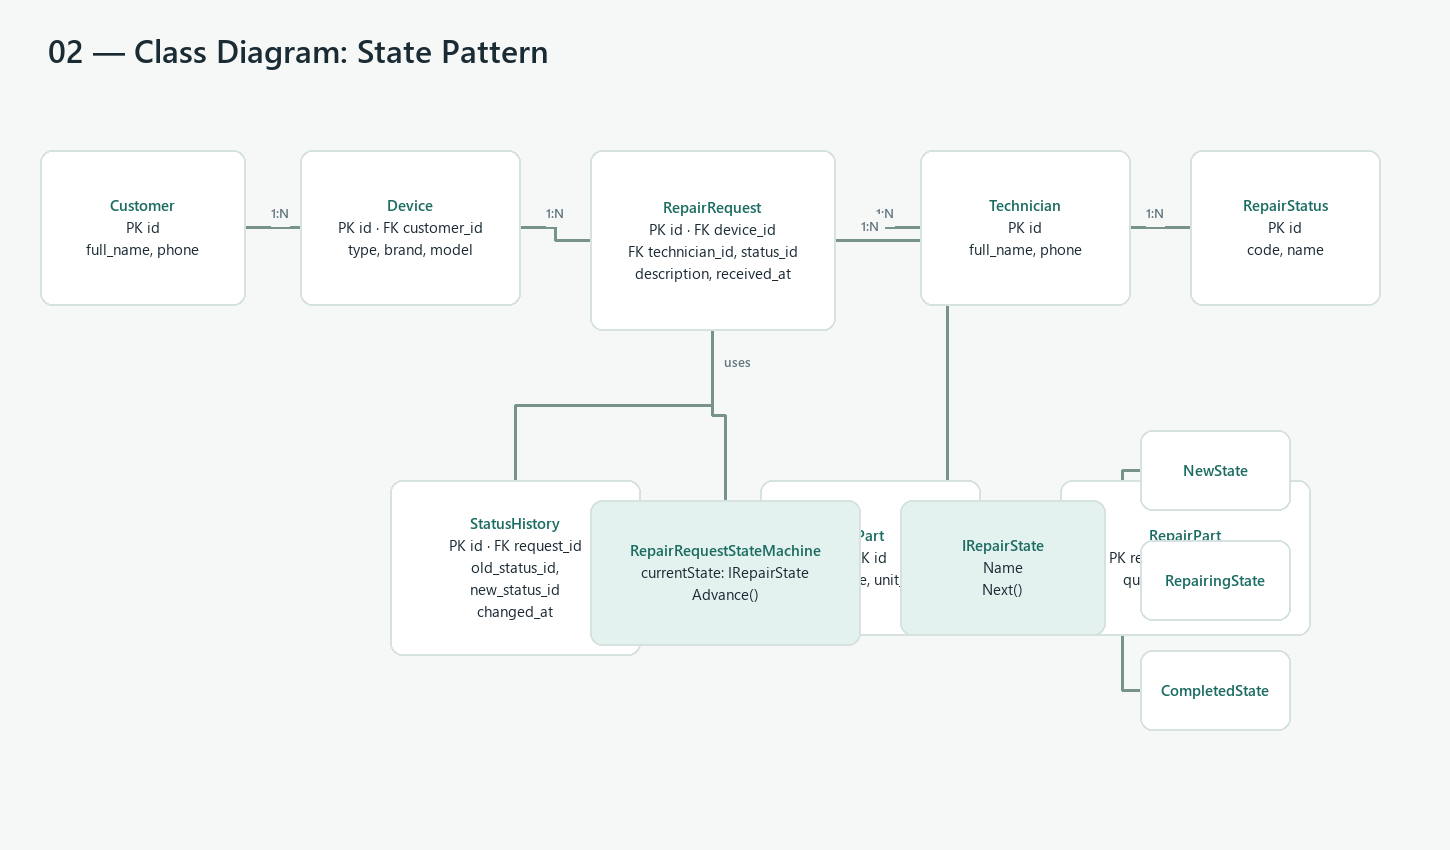 02 — Class Diagram: State Pattern
Customer
PK id
full_name, phone
1:N
Device
PK id · FK customer_id
type, brand, model
1:N
RepairRequest
PK id · FK device_id
FK technician_id, status_id
description, received_at
1:N
1:N
Technician
PK id
full_name, phone
1:N
RepairStatus
PK id
code, name
uses
StatusHistory
PK id · FK request_id
old_status_id,
new_status_id
changed_at
RepairRequestStateMachine
currentState: IRepairState
Advance()
Part
id
IRepairState
Name
Next()
RepairPart
PK
NewState
RepairingState
CompletedState